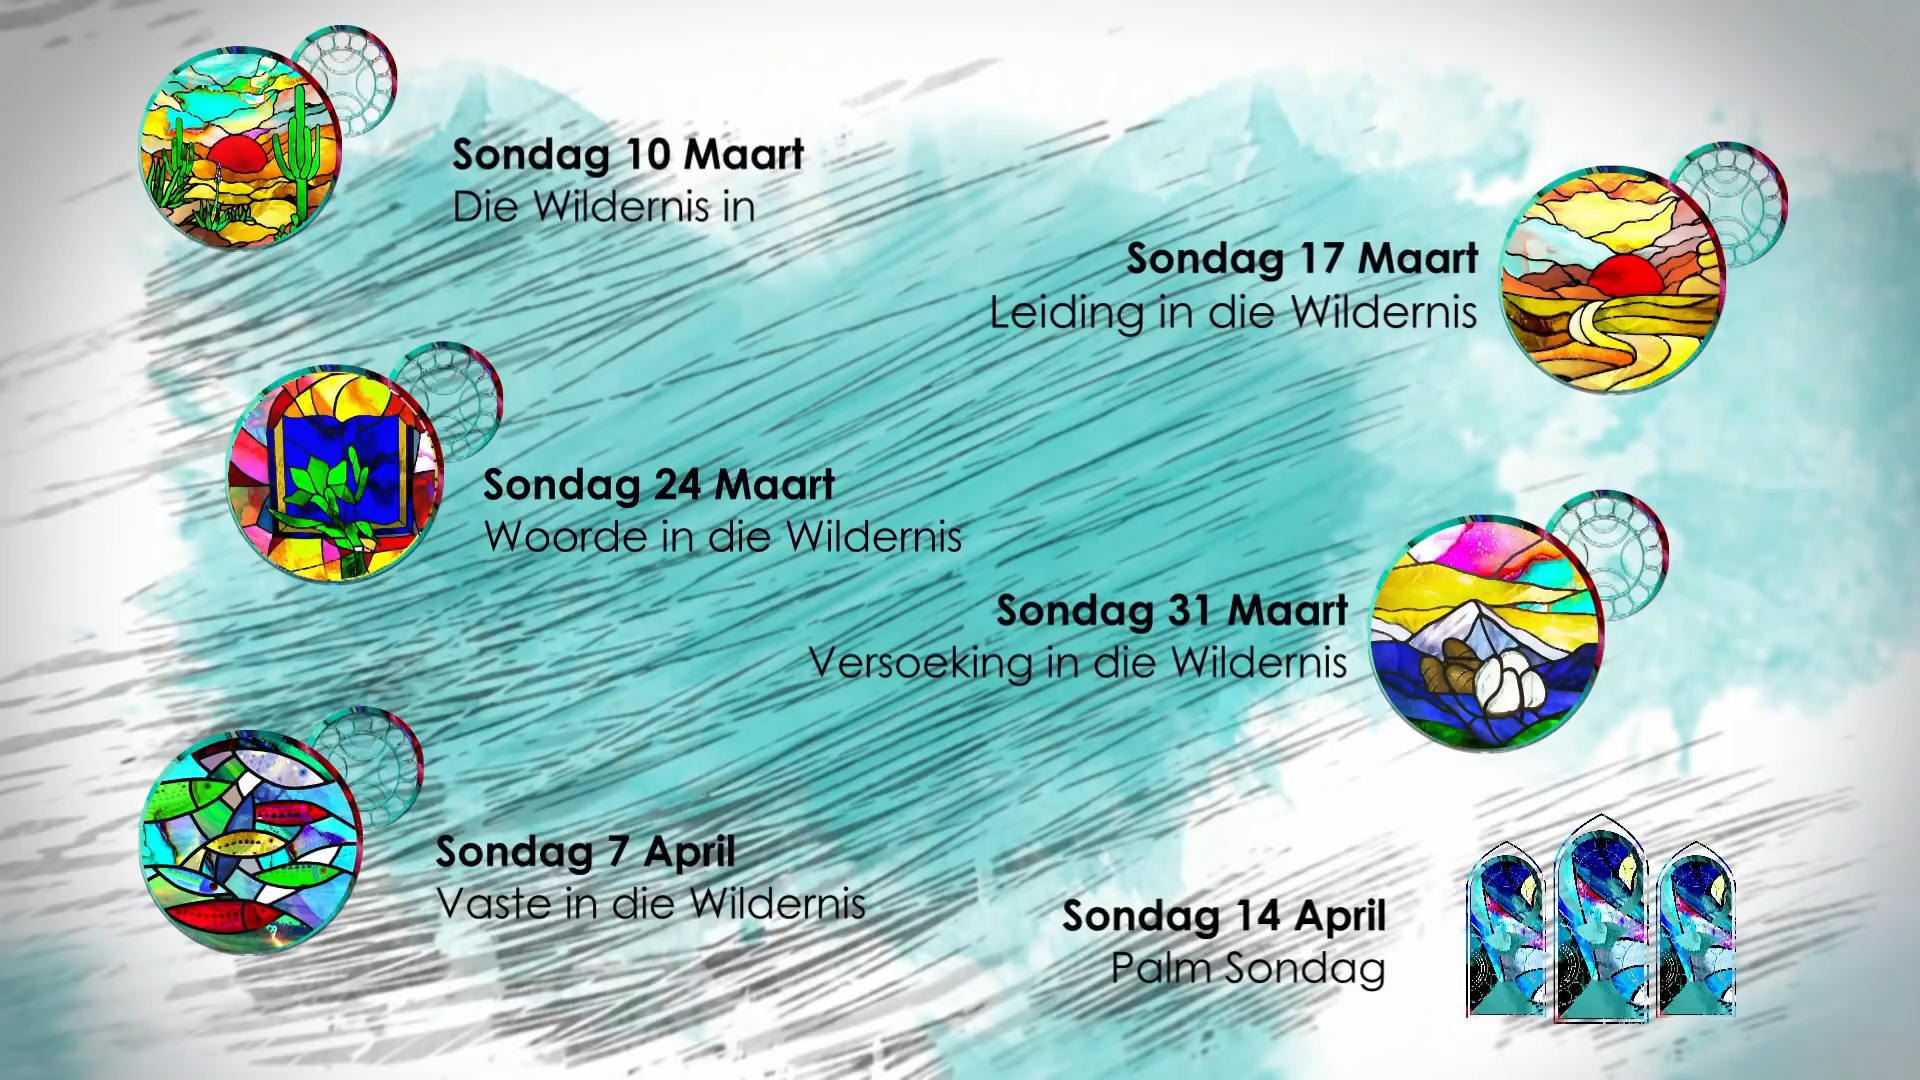 Sondag 10 Maart
Die Wildernis in
Sondag 17 Maart
Leiding in die Wildernis
Sondag 24 Maart
Woorde in die Wildernis
Sondag 31 Maart
Versoeking in die Wildernis
Sondag 7 April
Vaste in die Wildernis
Sondag 14 April
Palm Sondag